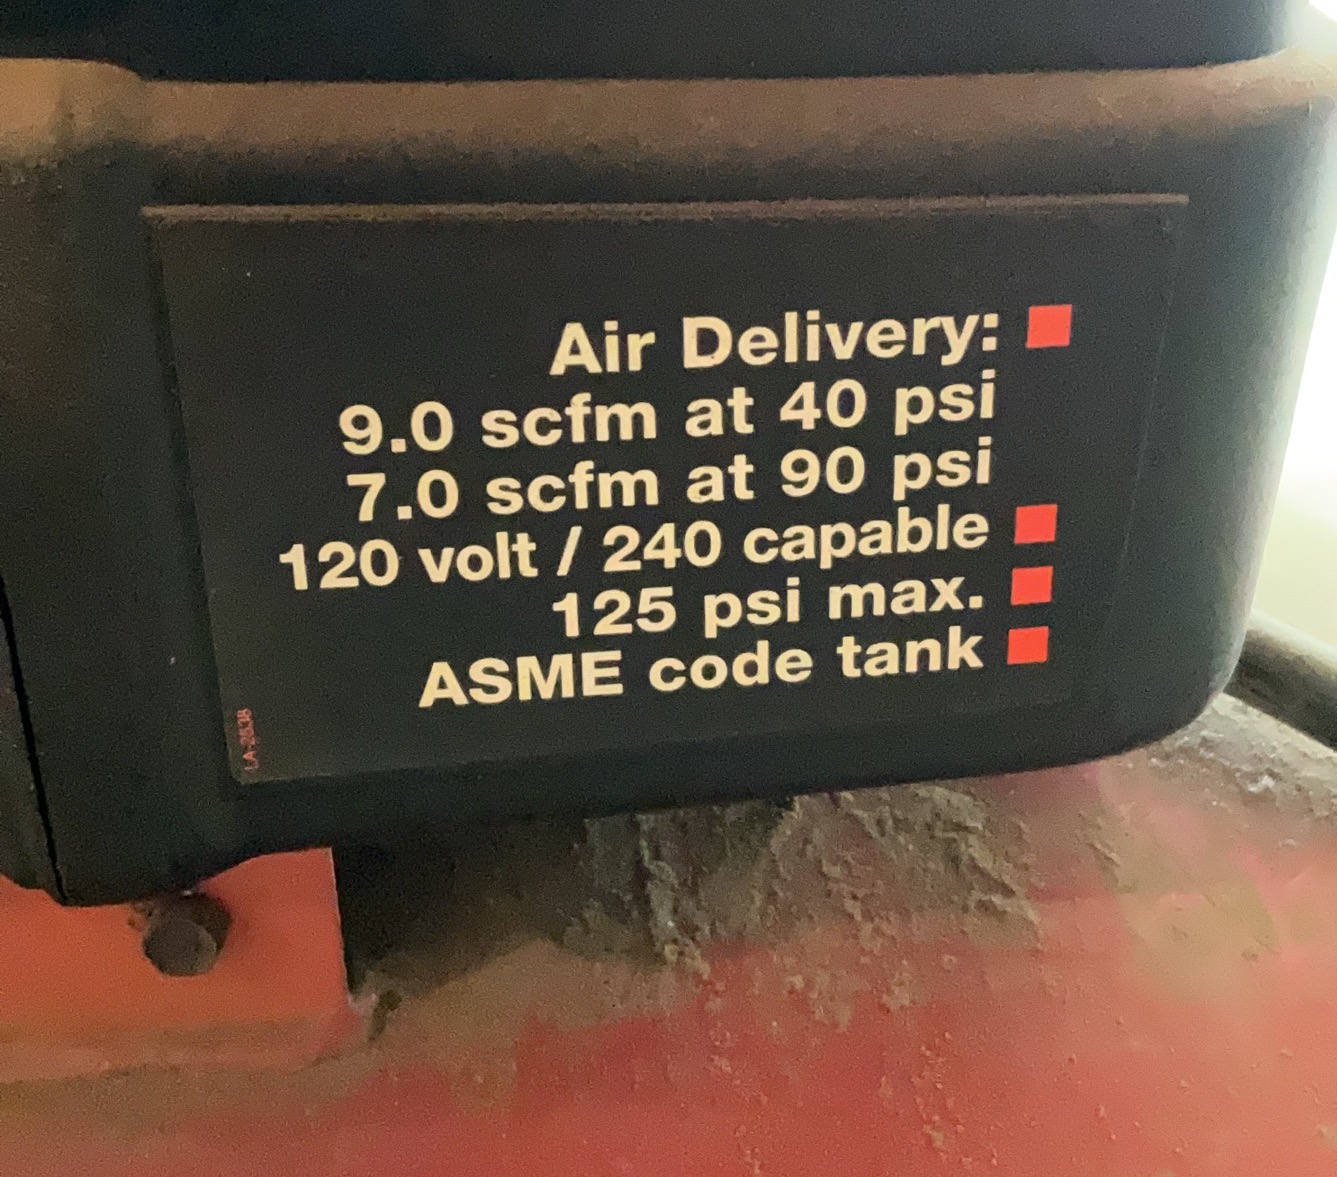 Air Delivery:
9.0 scfm at 40 psi
7.0 scfm at 90 psi
120 volt / 240 capable
125 psi max.
ASME code tank